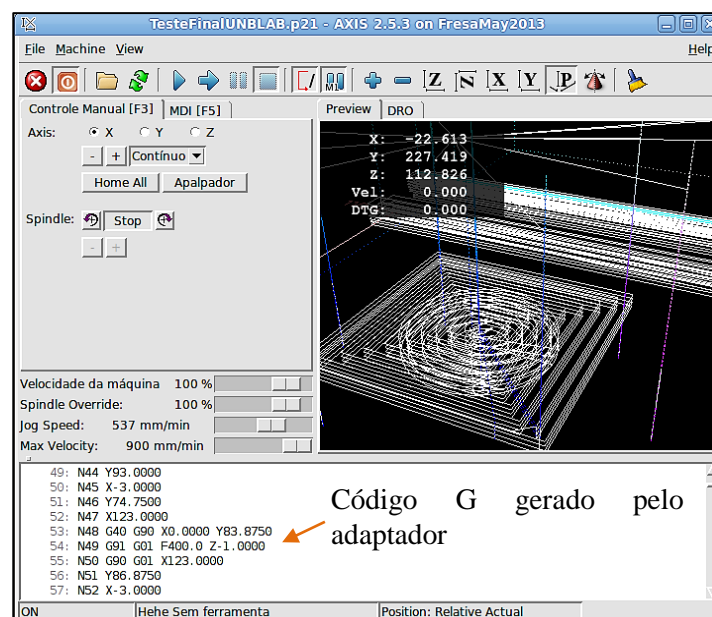 TesteFinalUNBLAB.p21 - AXIS 2.5.3 on FresaMay2013
File Machine View Help
Controle Manual [F3] MDI [F5] Preview DRO
Axis: X Y Z
- + Contínuo
Home All Apalpador
Spindle: Stop
- +
X: -22.613
Y: 227.419
Z: 112.826
Vel: 0.000
DTG: 0.000
Velocidade da máquina 100 %
Spindle Override: 100 %
Jog Speed: 537 mm/min
Max Velocity: 900 mm/min
49: N44 Y93.0000
50: N45 X-3.0000
51: N46 Y74.7500
52: N47 X123.0000
53: N48 G40 G90 X0.0000 Y83.8750
54: N49 G91 G01 F400.0 Z-1.0000
55: N50 G90 G01 X123.0000
56: N51 Y86.8750
57: N52 X-3.0000
Código G gerado pelo
adaptador
ON Hehe Sem ferramenta Position: Relative Actual